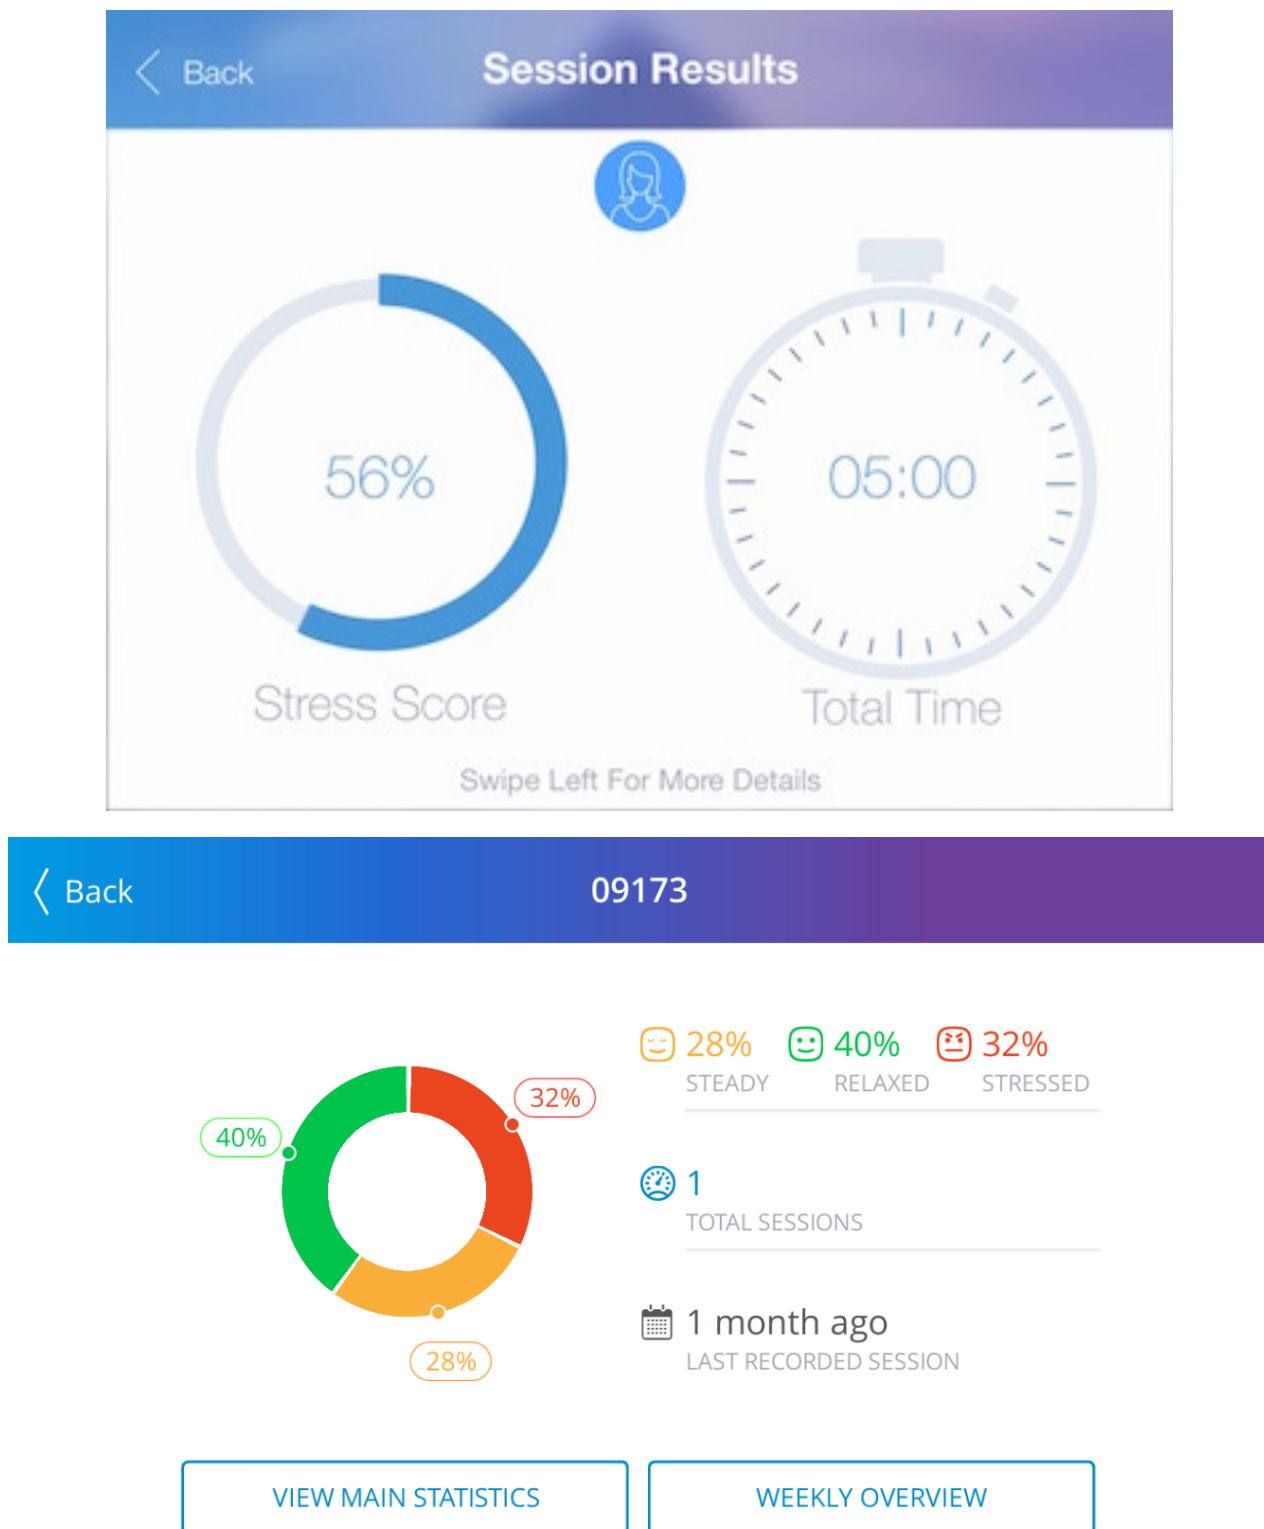 Back
Session Results
56%
05:00
Stress Score
Total Time
Swipe Left For More Details
Back
09173
28%
STEADY
40%
RELAXED
32%
STRESSED
32%
40%
28%
1
TOTAL SESSIONS
1 month ago
LAST RECORDED SESSION
VIEW MAIN STATISTICS
WEEKLY OVERVIEW